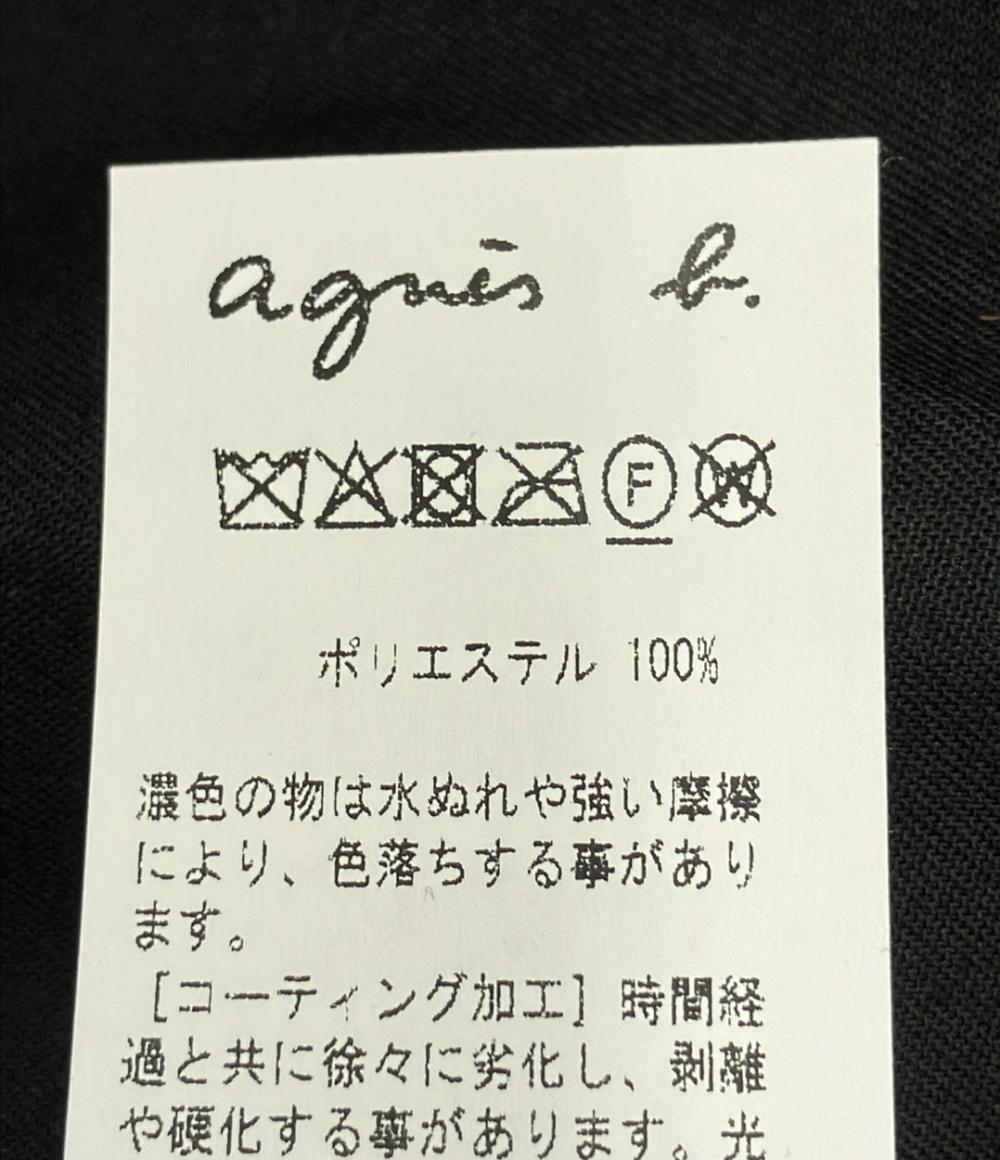 agnès b.
F W
ポリエステル 100%
濃色の物は水ぬれや強い摩擦
により、色落ちする事があり
ます。
[コーティング加工] 時間経
過と共に徐々に劣化し、剥離
や硬化する事があります。光